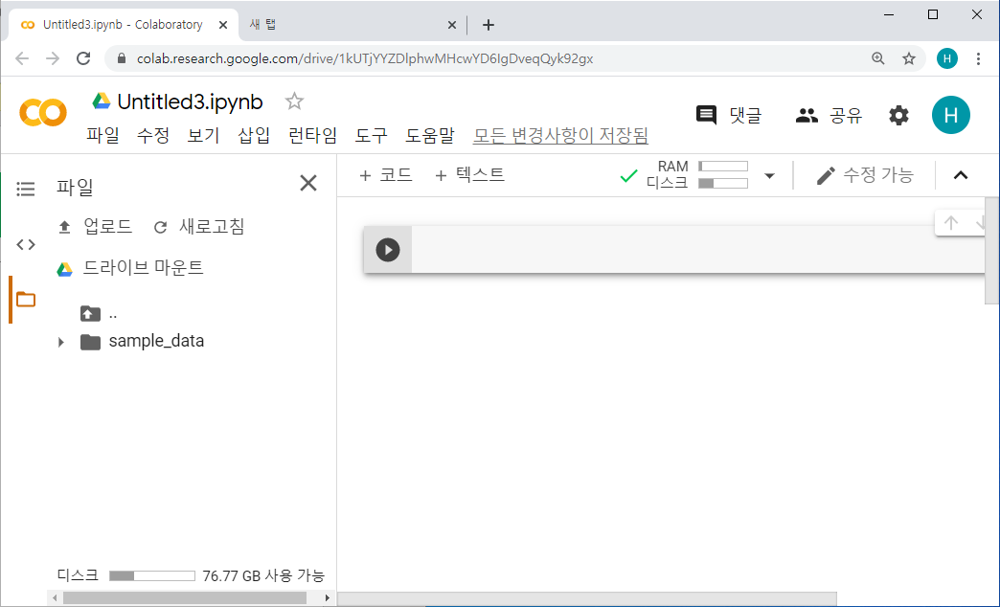 Untitled3.ipynb - Colaboratory
새 탭
colab.research.google.com/drive/1kUTjYYZDlphwMHcwYD6IgDveqQyk92gx
H
Untitled3.ipynb
파일 수정 보기 삽입 런타임 도구 도움말 모든 변경사항이 저장됨
댓글 공유
H
파일
업로드 새로고침
드라이브 마운트
..
sample_data
디스크 76.77 GB 사용 가능
+ 코드 + 텍스트
RAM
디스크
수정 가능